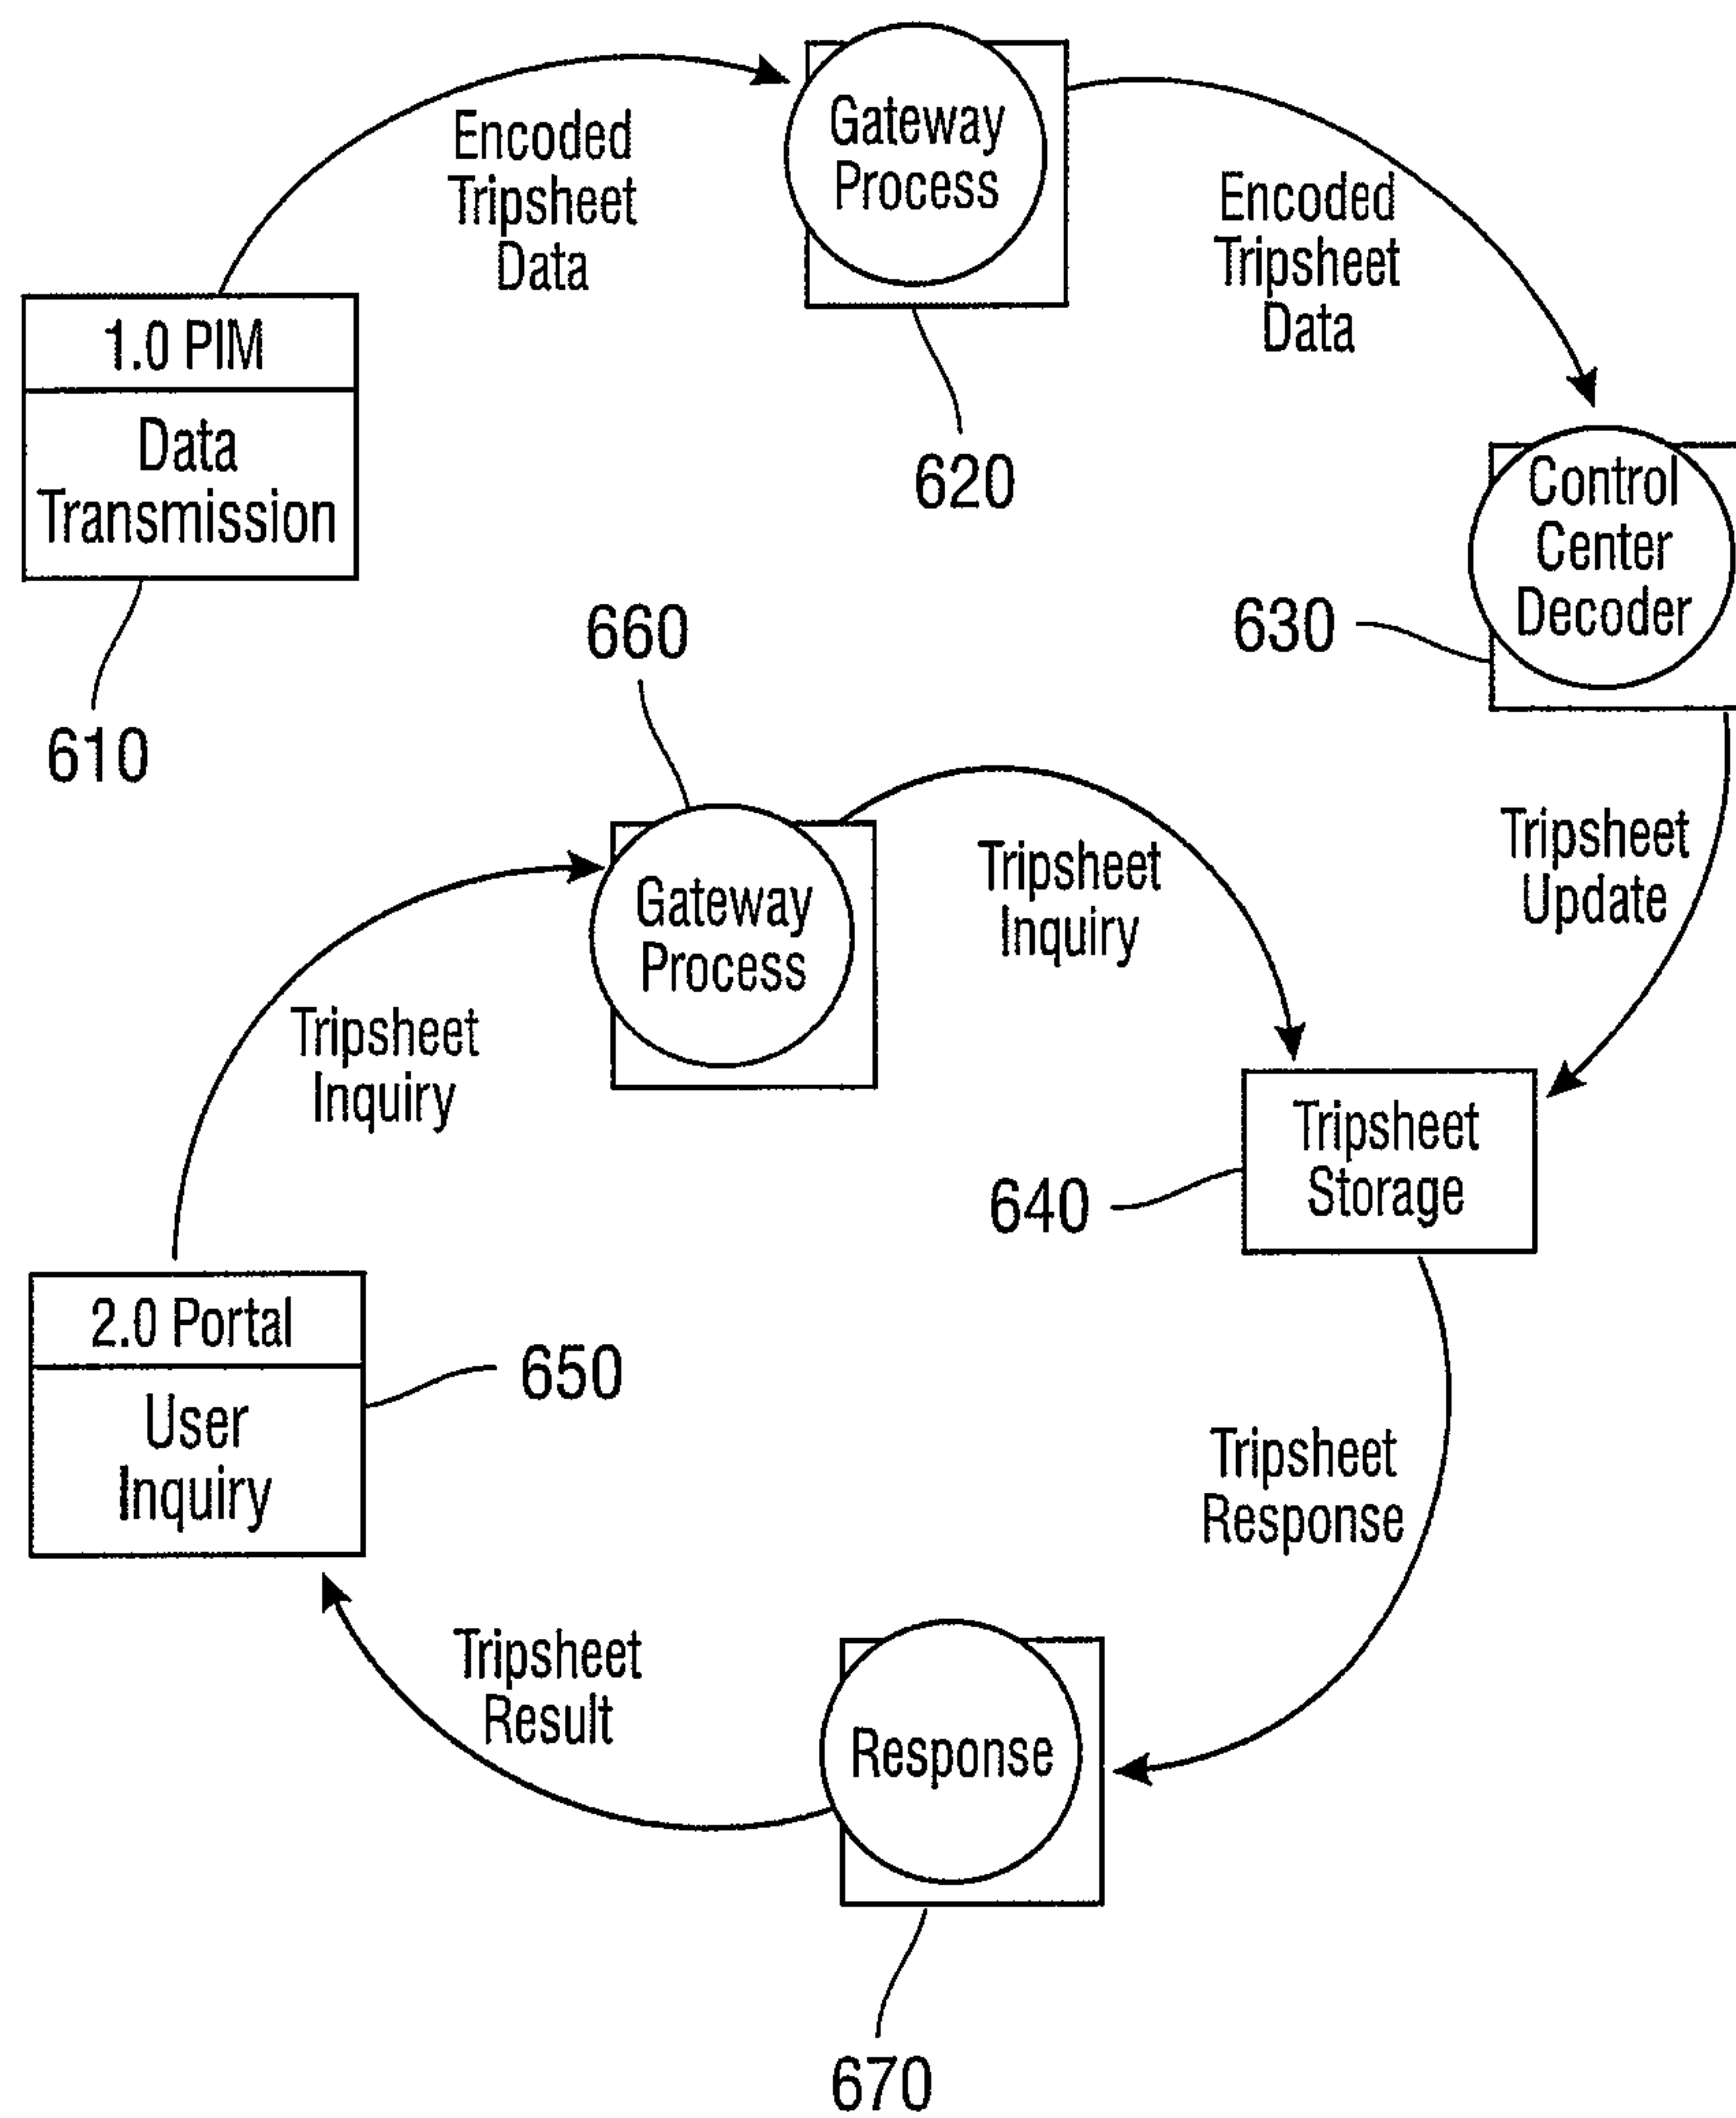 Gateway
Process
Encoded
Tripsheet
Data
Encoded
Tripsheet
Data
1.0 PIM
Data
Transmission
620
Control
Center
Decoder
630
660
610
Tripsheet
Update
Tripsheet
Inquiry
Gateway
Process
Tripsheet
Inquiry
Tripsheet
Storage
640
2.0 Portal
User
Inquiry
650
Tripsheet
Response
Tripsheet
Result
Response
670